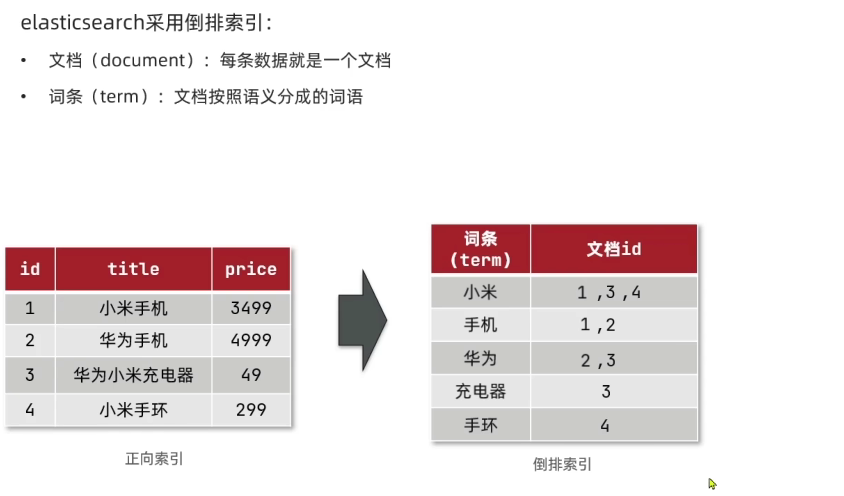 elasticsearch采用倒排索引：
• 文档（document）：每条数据就是一个文档
• 词条（term）：文档按照语义分成的词语
id title price
1 小米手机 3499
2 华为手机 4999
3 华为小米充电器 49
4 小米手环 299
正向索引
词条
(term) 文档id
小米 1 ,3 ,4
手机 1 ,2
华为 2 ,3
充电器 3
手环 4
倒排索引